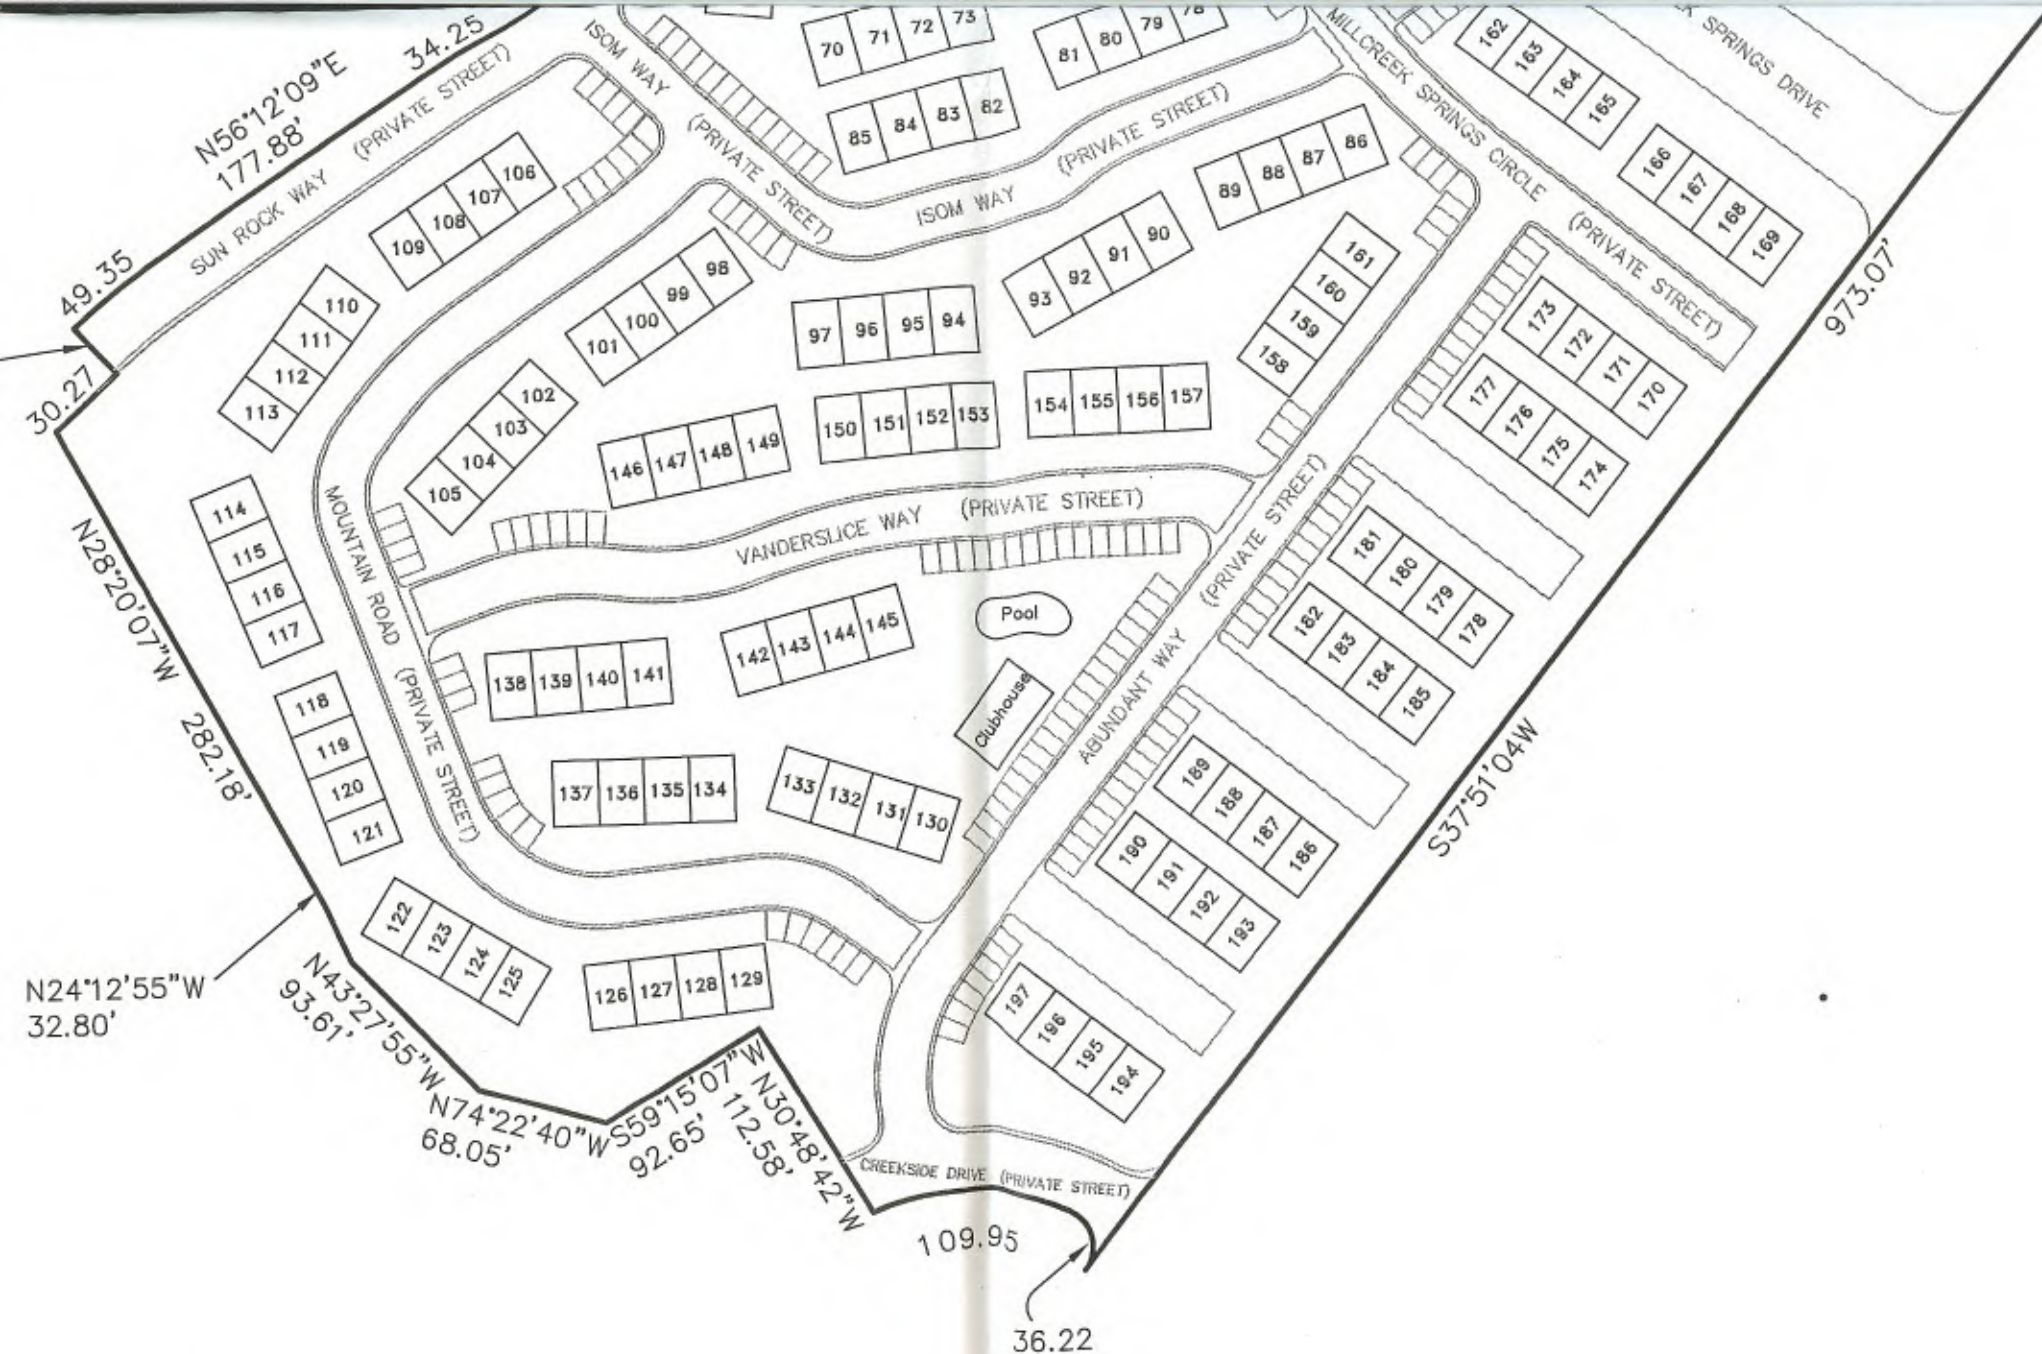 34.25
N56°12'09"E
177.88'
SUN ROCK WAY (PRIVATE STREET)
49.35
30.27
ISOM WAY (PRIVATE STREET)
ISOM WAY (PRIVATE STREET)
MILLCREEK SPRINGS CIRCLE (PRIVATE STREET)
SPRINGS DRIVE
70 71 72 73
81 80 79 78
85 84 83 82
162 163 164 165
166 167 168 169
973.07'
109 108 107 106
110
111
112
113
89 88 87 86
93 92 91 90
101 100 99 98
97 96 95 94
161
160
159
158
173 172 171 170
177 176 175 174
105 104 103 102
146 147 148 149
150 151 152 153
154 155 156 157
114
115
116
117
N28°20'07"W
282.18'
MOUNTAIN ROAD (PRIVATE STREET)
VANDERSLICE WAY (PRIVATE STREET)
ABUNDANT WAY (PRIVATE STREET)
181 180 179 178
182 183 184 185
Pool
Clubhouse
138 139 140 141
142 143 144 145
118
119
120
121
137 136 135 134
133 132 131 130
189 188 187 186
190 191 192 193
S37°51'04W
122 123 124 125
126 127 128 129
197 196 195 194
N24°12'55"W
32.80'
N43°27'55"W
93.61'
N74°22'40"W
68.05'
S59°15'07"W
92.65'
N30°48'42"W
112.58'
CREEKSIDE DRIVE (PRIVATE STREET)
109.95
36.22